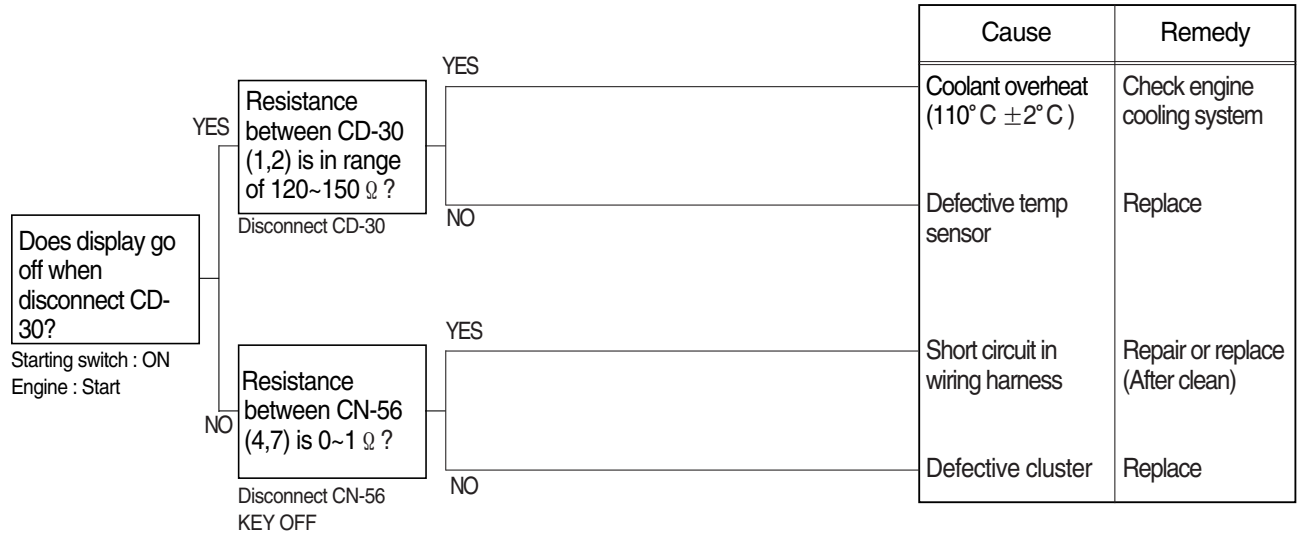 Does display go
off when
disconnect CD-
30?
Starting switch : ON
Engine : Start
YES
Resistance
between CD-30
(1,2) is in range
of 120~150 Ω ?
Disconnect CD-30
NO
Resistance
between CN-56
(4,7) is 0~1 Ω ?
Disconnect CN-56
KEY OFF
YES
NO
YES
NO
Cause
Remedy
Coolant overheat
(110°C ±2°C)
Check engine
cooling system
Defective temp
sensor
Replace
Short circuit in
wiring harness
Repair or replace
(After clean)
Defective cluster
Replace